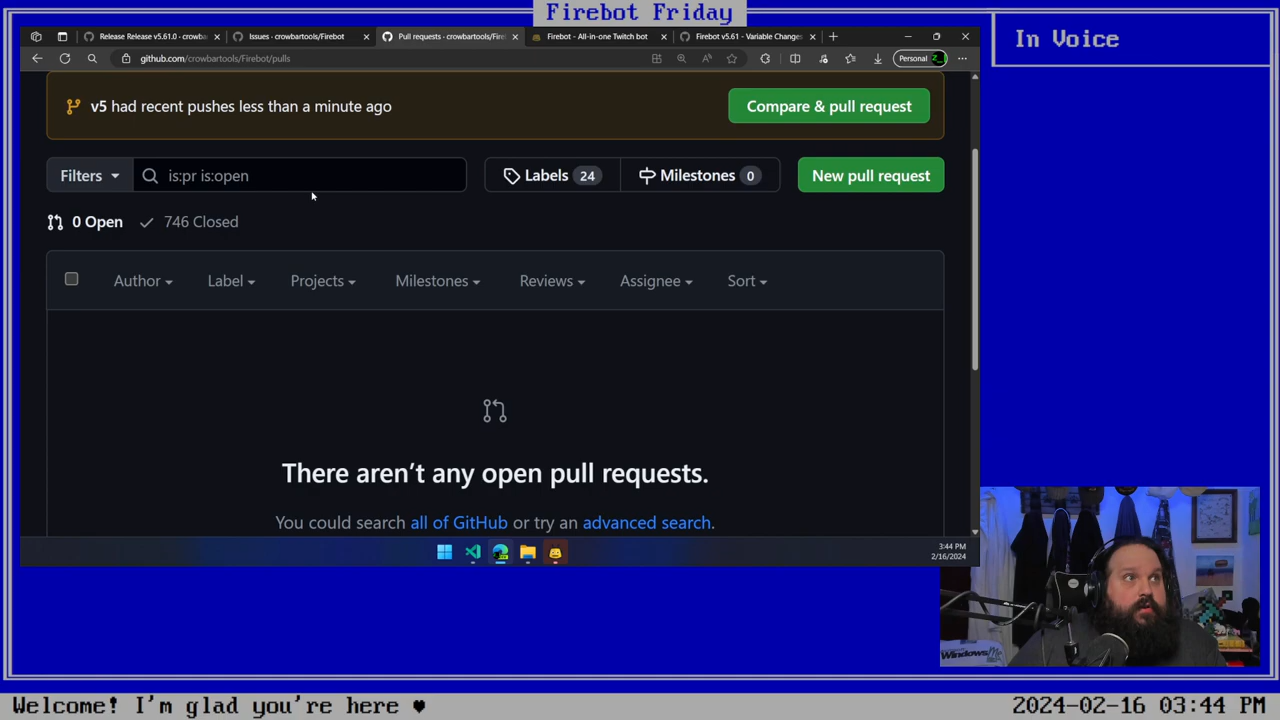 Firebot Friday
Release Release v5.61.0 · crowbar
Issues · crowbartools/Firebot
Pull requests · crowbartools/Fire
Firebot - All-in-one Twitch bot
Firebot v5.61 - Variable Changes
In Voice
github.com/crowbartools/Firebot/pulls
Personal
v5 had recent pushes less than a minute ago
Compare & pull request
Filters
is:pr is:open
Labels 24
Milestones 0
New pull request
0 Open
746 Closed
Author
Label
Projects
Milestones
Reviews
Assignee
Sort
There aren't any open pull requests.
You could search all of GitHub or try an advanced search.
3:44 PM
2/16/2024
Windows
Welcome! I'm glad you're here ♥
2024-02-16 03:44 PM